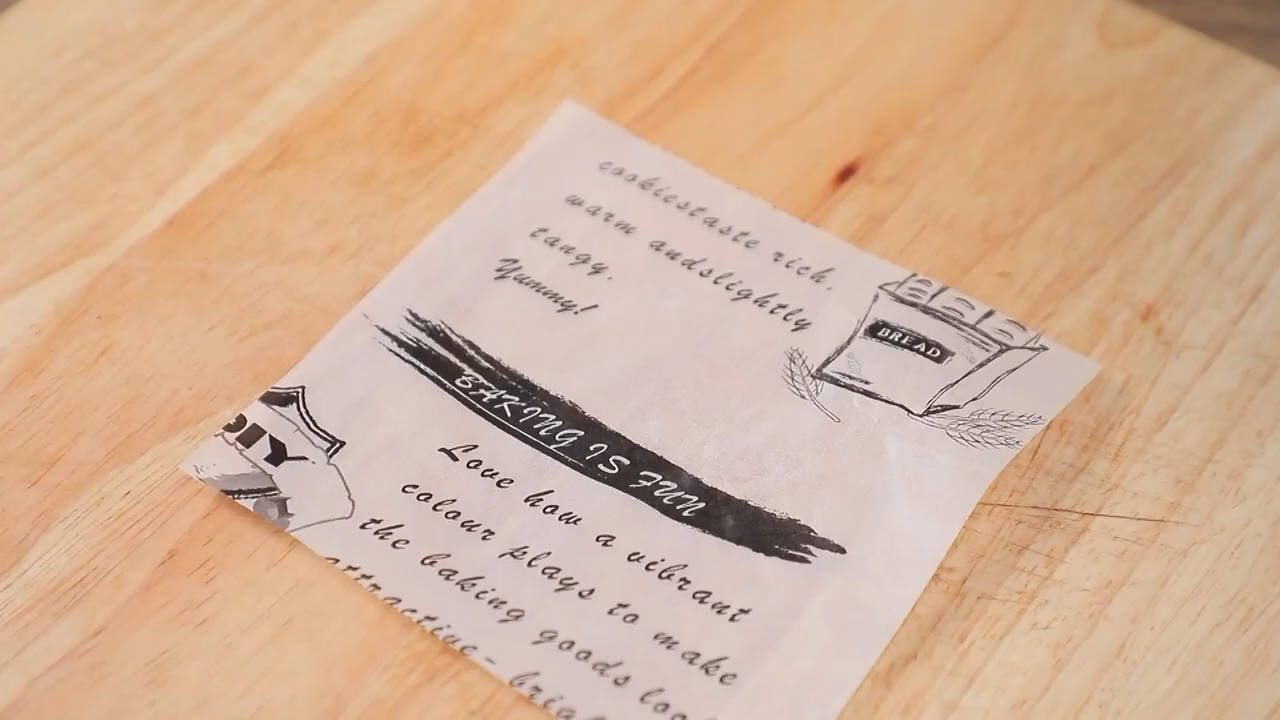 cookiestaste rich.
warm andslightly
tangy.
Yummy!
BREAD
BAKING IS FUN
DIY
Love how a vibrant
colour plays to make
the baking goods
attractive-